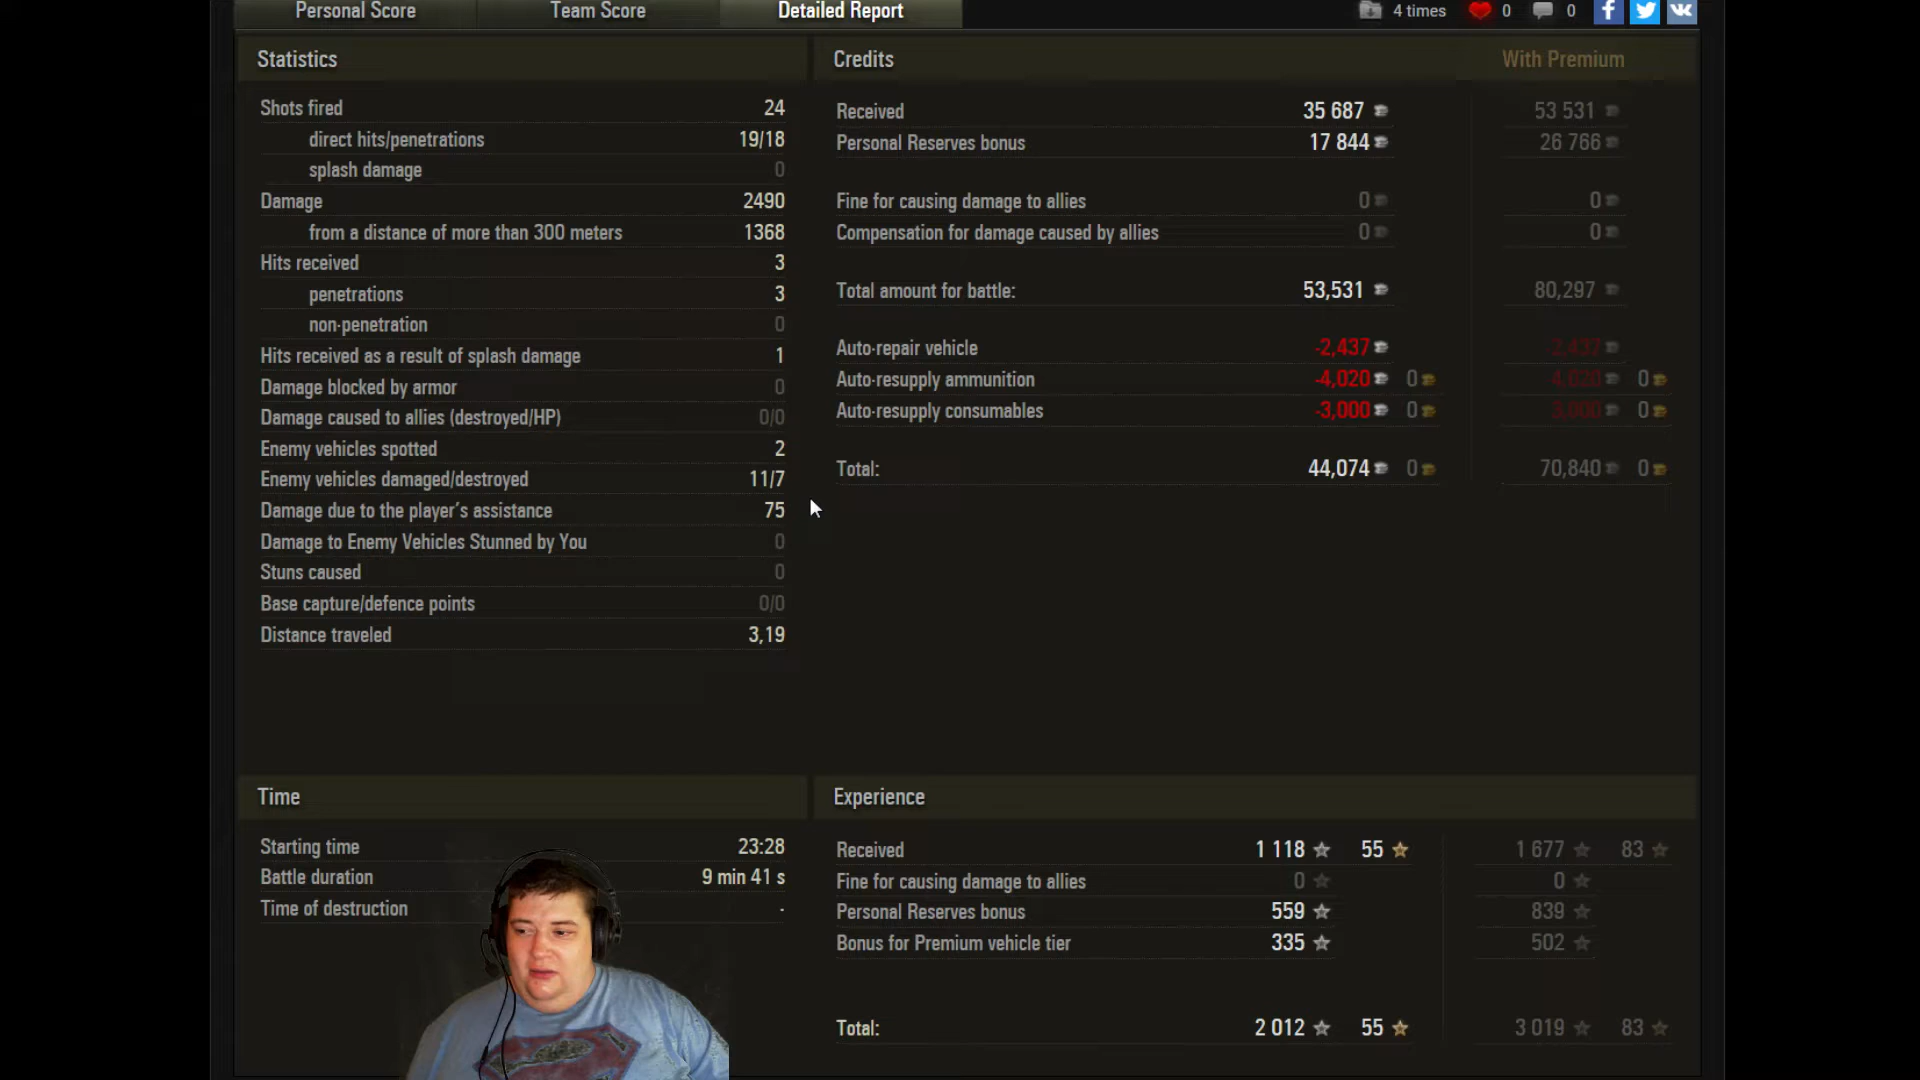 Personal Score Team Score Detailed Report 4 times 0 0
Statistics
Shots fired 24
direct hits/penetrations 19/18
splash damage 0
Damage 2490
from a distance of more than 300 meters 1368
Hits received 3
penetrations 3
non-penetration 0
Hits received as a result of splash damage 1
Damage blocked by armor 0
Damage caused to allies (destroyed/HP) 0/0
Enemy vehicles spotted 2
Enemy vehicles damaged/destroyed 11/7
Damage due to the player's assistance 75
Damage to Enemy Vehicles Stunned by You 0
Stuns caused 0
Base capture/defence points 0/0
Distance traveled 3,19
Credits With Premium
Received 35 687 53 531
Personal Reserves bonus 17 844 26 766
Fine for causing damage to allies 0 0
Compensation for damage caused by allies 0 0
Total amount for battle: 53,531 80,297
Auto-repair vehicle -2,437 -2,437
Auto-resupply ammunition -4,020 0 -4,020 0
Auto-resupply consumables -3,000 0 -3,000 0
Total: 44,074 0 70,840 0
Time
Starting time 23:28
Battle duration 9 min 41 s
Time of destruction -
Experience
Received 1 118 55 1 677 83
Fine for causing damage to allies 0 0
Personal Reserves bonus 559 839
Bonus for Premium vehicle tier 335 502
Total: 2 012 55 3 019 83